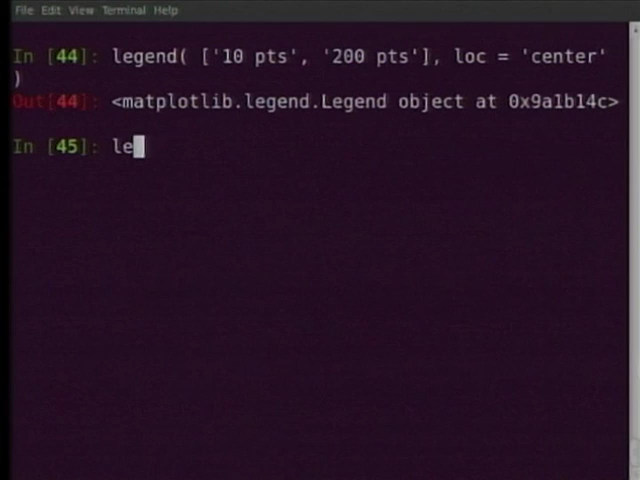 File Edit View Terminal Help
In [44]: legend( ['10 pts', '200 pts'], loc = 'center'
)
Out[44]: <matplotlib.legend.Legend object at 0x9a1b14c>
In [45]: le